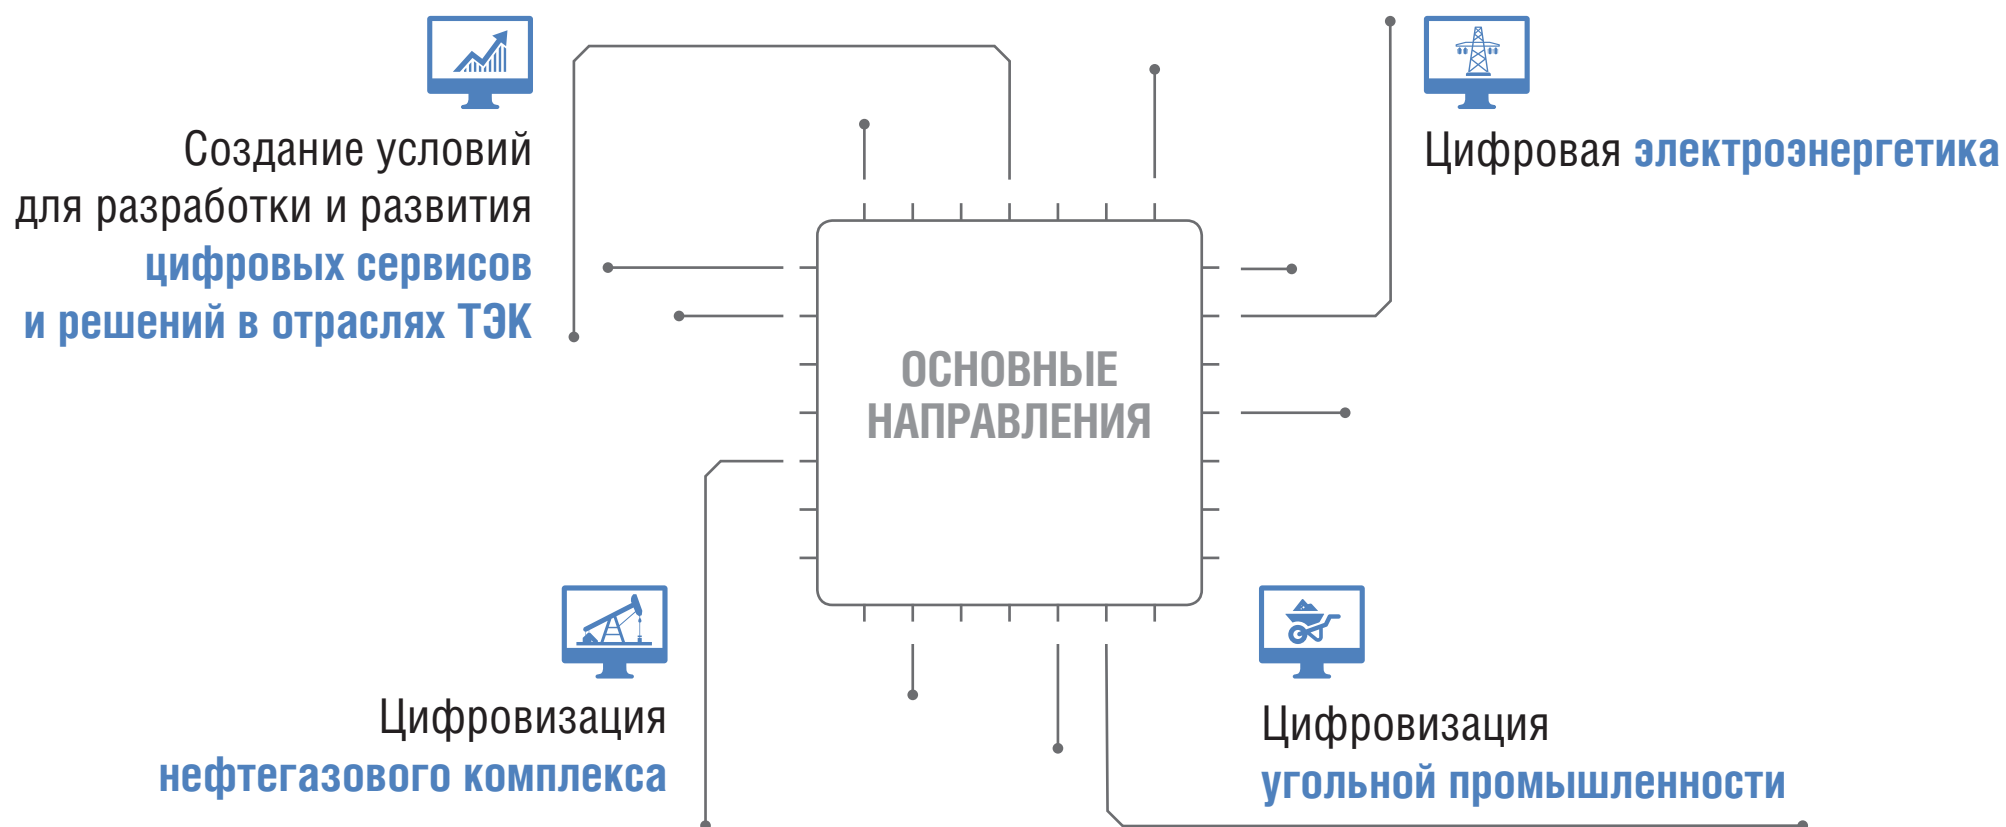 Создание условий
для разработки и развития
цифровых сервисов
и решений в отраслях ТЭК
Цифровая электроэнергетика
ОСНОВНЫЕ
НАПРАВЛЕНИЯ
Цифровизация
нефтегазового комплекса
Цифровизация
угольной промышленности